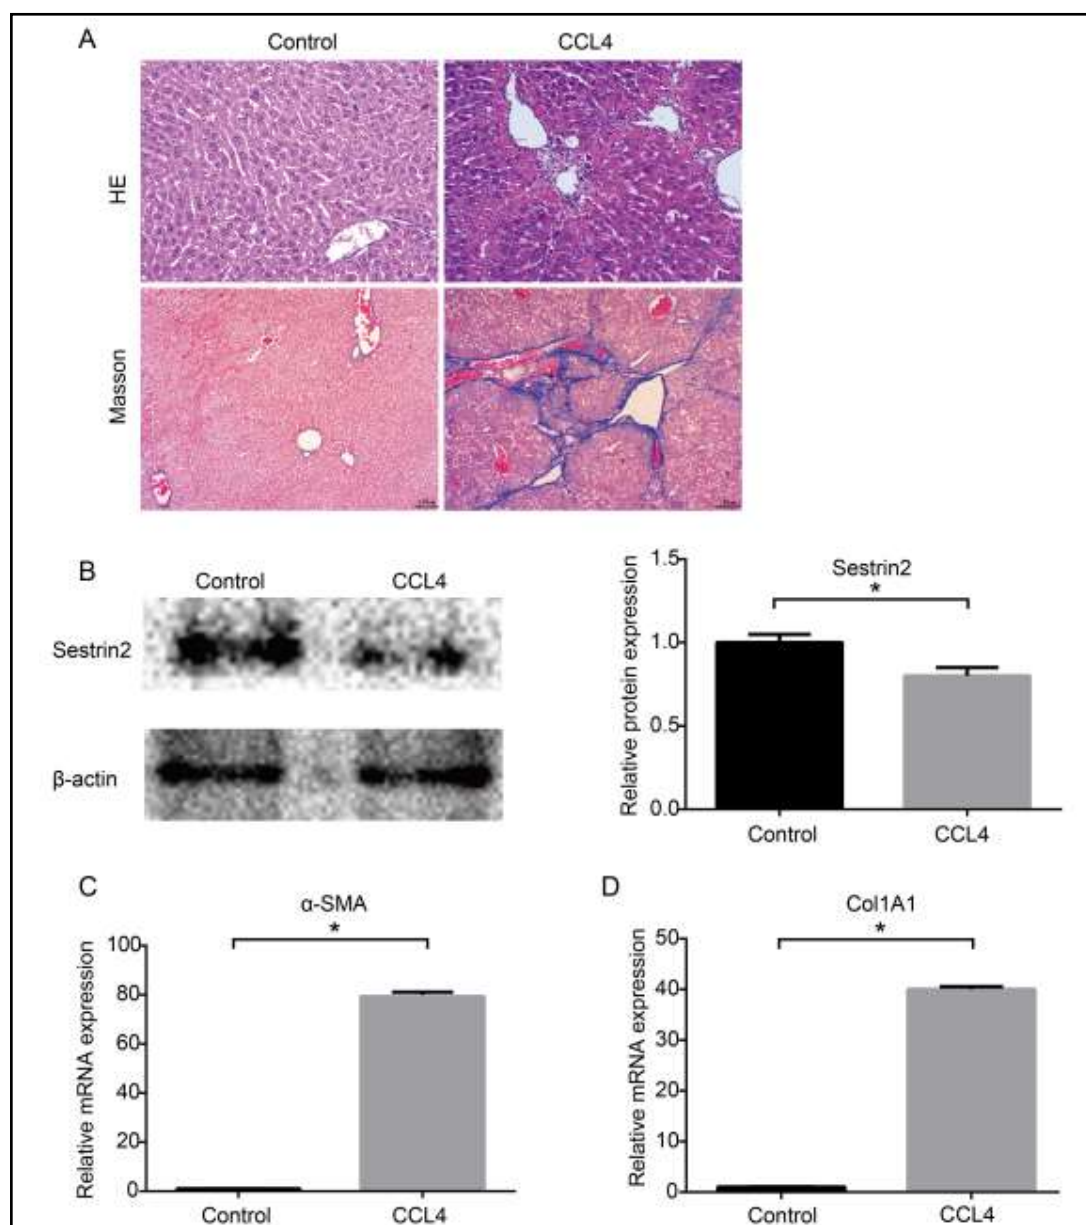 A
Control
CCL4
HE
Masson
B
Control
CCL4
Sestrin2
β-actin
Sestrin2
*
Relative protein expression
1.5
1.0
0.5
0.0
Control
CCL4
C
α-SMA
*
Relative mRNA expression
100
80
60
40
20
0
Control
CCL4
D
Col1A1
*
Relative mRNA expression
50
40
30
20
10
0
Control
CCL4